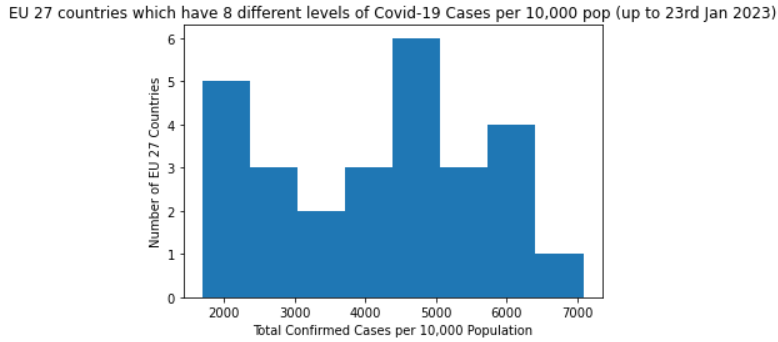 EU 27 countries which have 8 different levels of Covid-19 Cases per 10,000 pop (up to 23rd Jan 2023)
6
5
4
3
2
1
0
Number of EU 27 Countries
2000 3000 4000 5000 6000 7000
Total Confirmed Cases per 10,000 Population